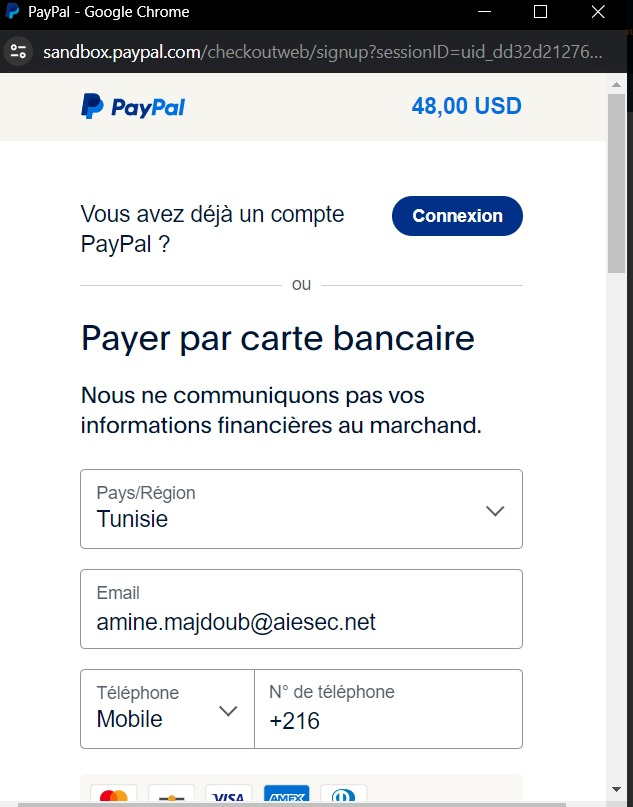 PayPal - Google Chrome
sandbox.paypal.com/checkoutweb/signup?sessionID=uid_dd32d21276...
PayPal
48,00 USD
Vous avez déjà un compte
PayPal ?
Connexion
ou
Payer par carte bancaire
Nous ne communiquons pas vos
informations financières au marchand.
Pays/Région
Tunisie
Email
amine.majdoub@aiesec.net
Téléphone
Mobile
N° de téléphone
+216
VISA
AMEX